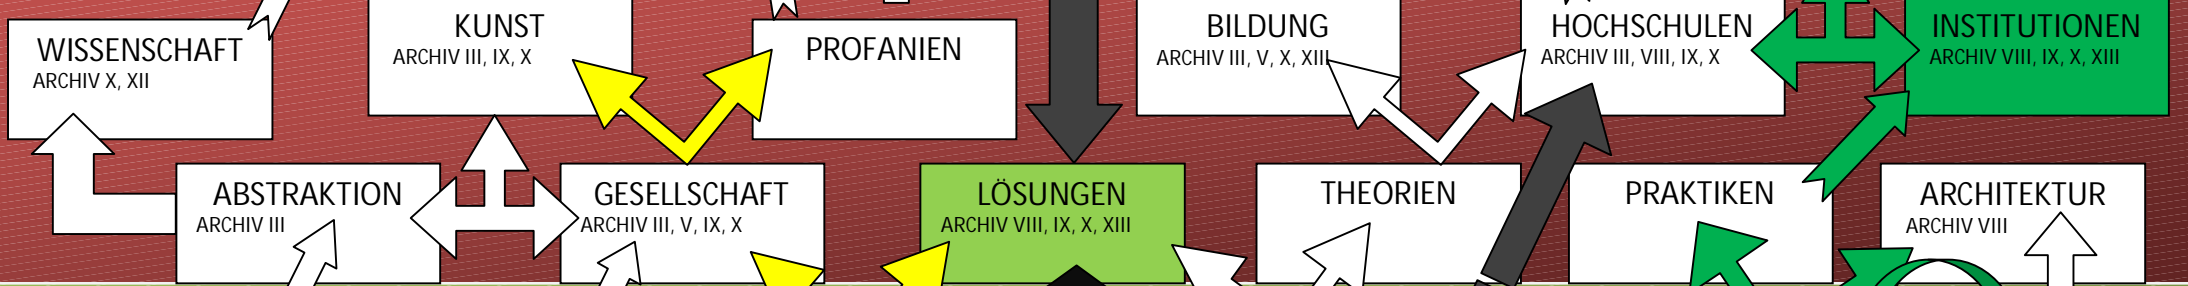 WISSENSCHAFT
ARCHIV X, XII
KUNST
ARCHIV III, IX, X
PROFANIEN
BILDUNG
ARCHIV III, V, X, XIII
HOCHSCHULEN
ARCHIV III, VIII, IX, X
INSTITUTIONEN
ARCHIV VIII, IX, X, XIII
ABSTRAKTION
ARCHIV III
GESELLSCHAFT
ARCHIV III, V, IX, X
LÖSUNGEN
ARCHIV VIII, IX, X, XIII
THEORIEN
PRAKTIKEN
ARCHITEKTUR
ARCHIV VIII